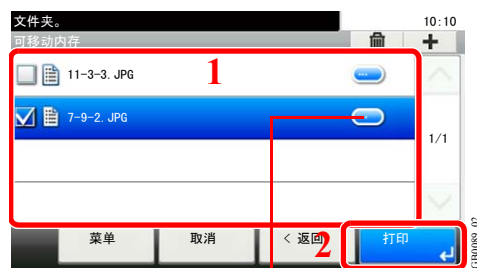 文件夹。
10:10
可移动内存
1
11-3-3. JPG
7-9-2. JPG
1/1
菜单
取消
< 返回
2
打印
GB0089_02